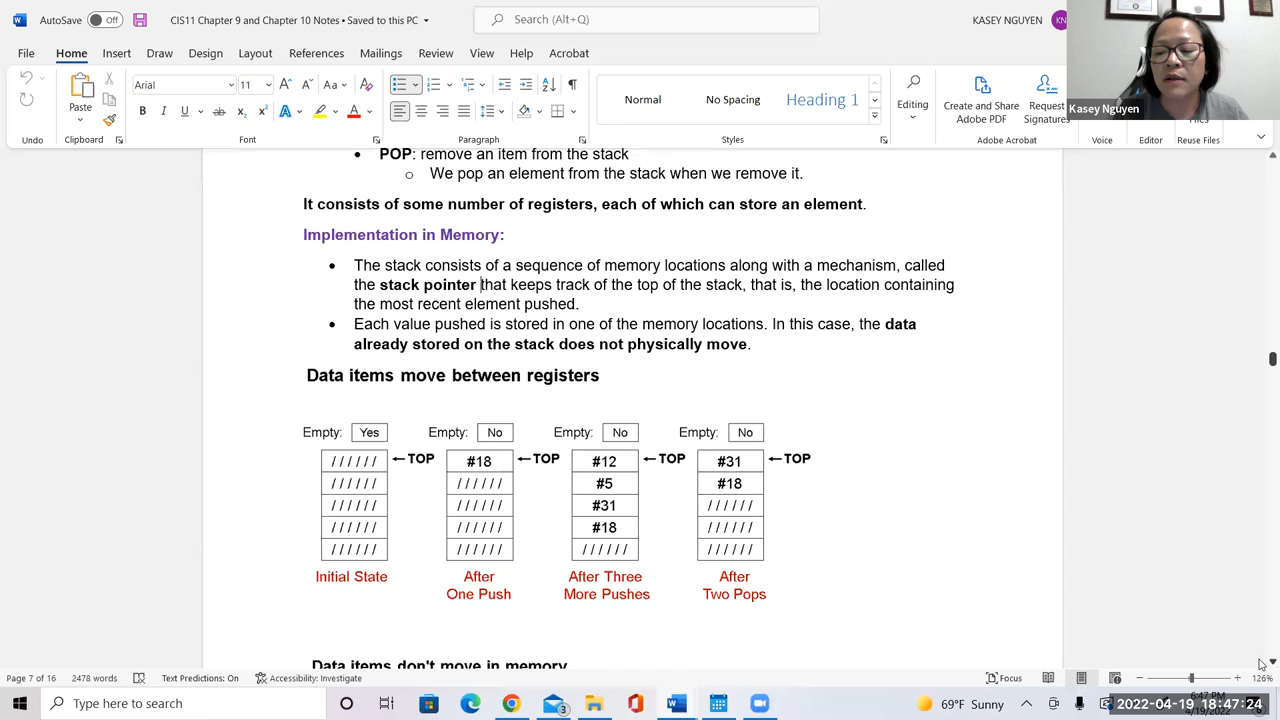 AutoSave Off CIS11 Chapter 9 and Chapter 10 Notes • Saved to this PC Search (Alt+Q) KASEY NGUYEN KN
File Home Insert Draw Design Layout References Mailings Review View Help Acrobat
Kasey Nguyen
Arial 11 Aa
Paste
Normal No Spacing Heading 1
Editing
Create and Share Adobe PDF
Request Signatures
Undo Clipboard Font Paragraph Styles Adobe Acrobat Voice Editor Reuse Files
• POP: remove an item from the stack
o We pop an element from the stack when we remove it.
It consists of some number of registers, each of which can store an element.
Implementation in Memory:
• The stack consists of a sequence of memory locations along with a mechanism, called
the stack pointer that keeps track of the top of the stack, that is, the location containing
the most recent element pushed.
• Each value pushed is stored in one of the memory locations. In this case, the data
already stored on the stack does not physically move.
Data items move between registers
Empty: Yes Empty: No Empty: No Empty: No
/ / / / / / TOP #18 TOP #12 TOP #31 TOP
/ / / / / / / / / / / / #5 #18
/ / / / / / / / / / / / #31 / / / / / /
/ / / / / / / / / / / / #18 / / / / / /
/ / / / / / / / / / / / / / / / / / / / / / / /
Initial State After After Three After
One Push More Pushes Two Pops
Data items don't move in memory
Page 7 of 16 2478 words Text Predictions: On Accessibility: Investigate Focus 126%
Type here to search 3 69°F Sunny 6:47 PM
2022-04-19 18:47:24
4/19/2022